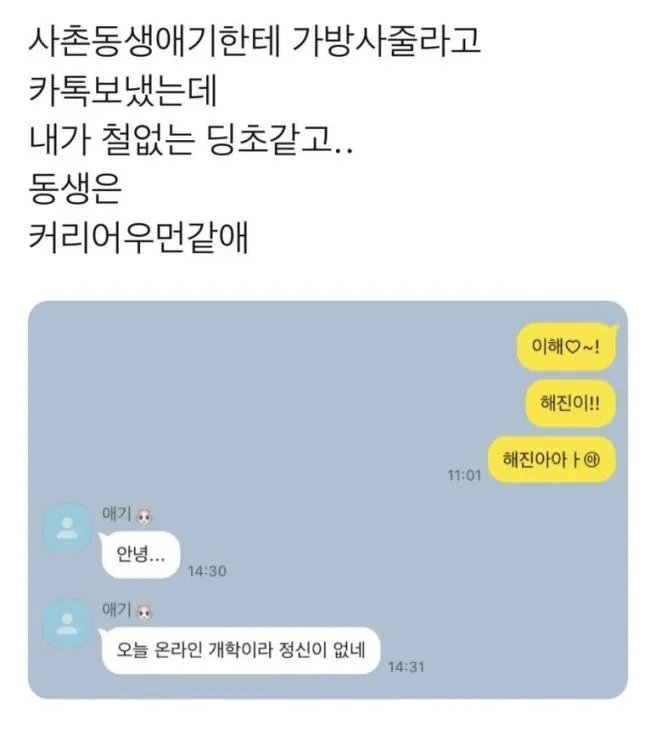 사촌동생애기한테 가방사줄라고
카톡보냈는데
내가 철없는 딩초같고..
동생은
커리어우먼같애
이해♡~!
해진이!!
해진아아ㅏ㉵
11:01
애기
안녕...
14:30
애기
오늘 온라인 개학이라 정신이 없네
14:31